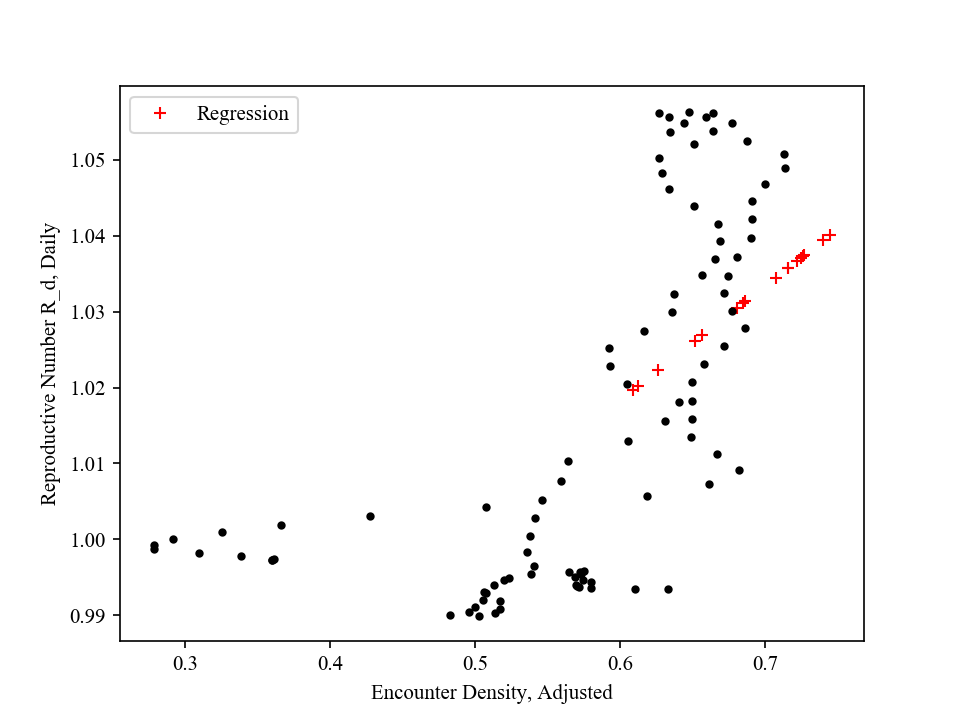 Regression
1.05
1.04
1.03
1.02
1.01
1.00
0.99
Reproductive Number R_d, Daily
0.3 0.4 0.5 0.6 0.7
Encounter Density, Adjusted